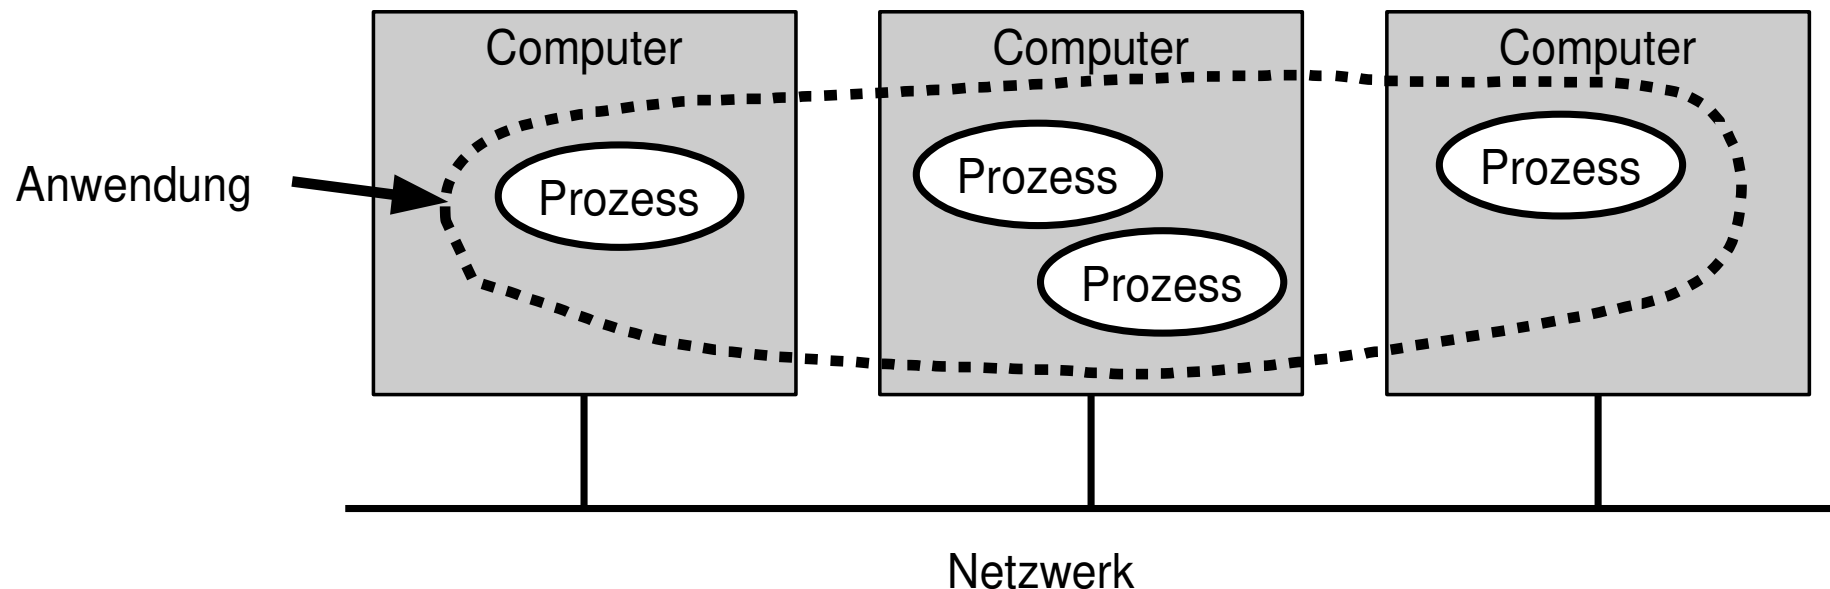 Computer
Computer
Computer
Anwendung
Prozess
Prozess
Prozess
Prozess
Netzwerk